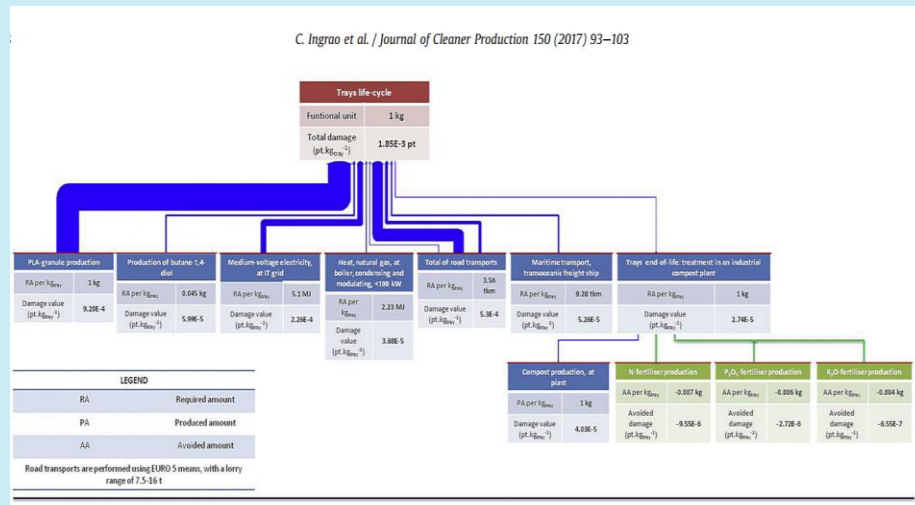 C. Ingrao et al. / Journal of Cleaner Production 150 (2017) 93–103
Trays life-cycle
Funtional unit 1 kg
Total damage
(pt.kgtray-1) 1.85E-3 pt
PLA-granule production
RA per kgtray 1 kg
Damage value
(pt.kgtray-1) 9.20E-4
Production of butane-1,4-
diol
RA per kgtray 0.045 kg
Damage value
(pt.kgtray-1) 5.99E-5
Medium-voltage electricity,
at IT grid
RA per kgtray 5.1 MJ
Damage value
(pt.kgtray-1) 2.26E-4
Heat, natural gas, at
boiler, condensing and
modulating, <100 kW
RA per
kgtray 2.23 MJ
Damage
value
(pt.kgtray-1) 3.68E-5
Total of road transports
RA per kgtray 3.56
tkm
Damage value
(pt.kgtray-1) 5.3E-4
Maritime transport,
transoceanic freight ship
RA per kgtray 9.28 tkm
Damage value
(pt.kgtray-1) 5.26E-5
Trays end-of-life: treatment in an industrial
compost plant
RA per kgtray 1 kg
Damage value
(pt.kgtray-1) 2.74E-5
Compost production, at
plant
PA per kgtray 1 kg
Damage value
(pt.kgtray-1) 4.03E-5
N-fertiliser production
AA per kgtray -0.007 kg
Avoided
damage
(pt.kgtray-1) -9.55E-6
P2O5-fertiliser production
AA per kgtray -0.006 kg
Avoided
damage
(pt.kgtray-1) -2.72E-6
K2O-fertiliser production
AA per kgtray -0.004 kg
Avoided
damage
(pt.kgtray-1) -6.55E-7
LEGEND
RA Required amount
PA Produced amount
AA Avoided amount
Road transports are performed using EURO 5 means, with a lorry
range of 7.5-16 t